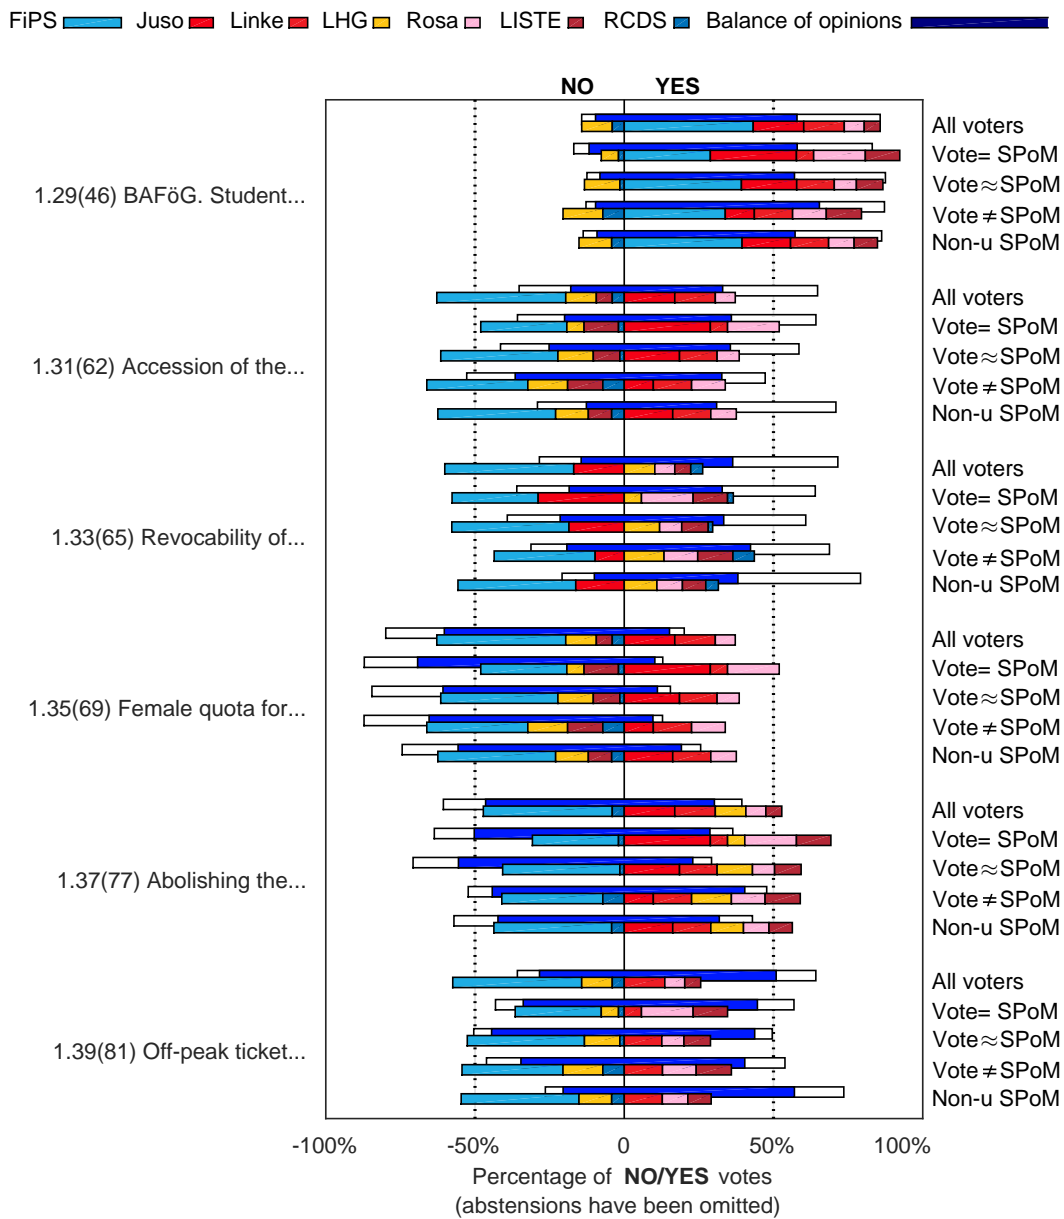 FiPS Juso Linke LHG Rosa LISTE RCDS Balance of opinions
NO YES
1.29(46) BAFöG. Student...
All voters
Vote= SPoM
Vote≈SPoM
Vote≠SPoM
Non-u SPoM
1.31(62) Accession of the...
All voters
Vote= SPoM
Vote≈SPoM
Vote≠SPoM
Non-u SPoM
1.33(65) Revocability of...
All voters
Vote= SPoM
Vote≈SPoM
Vote≠SPoM
Non-u SPoM
1.35(69) Female quota for...
All voters
Vote= SPoM
Vote≈SPoM
Vote≠SPoM
Non-u SPoM
1.37(77) Abolishing the...
All voters
Vote= SPoM
Vote≈SPoM
Vote≠SPoM
Non-u SPoM
1.39(81) Off-peak ticket...
All voters
Vote= SPoM
Vote≈SPoM
Vote≠SPoM
Non-u SPoM
-100% -50% 0 50% 100%
Percentage of NO/YES votes
(abstensions have been omitted)